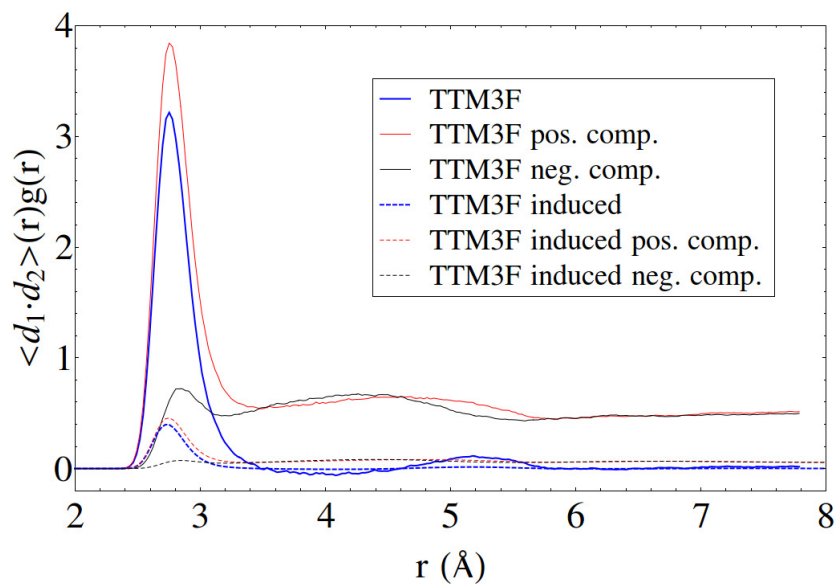 4
3
2
1
0
<d₁·d₂>(r)g(r)
TTM3F
TTM3F pos. comp.
TTM3F neg. comp.
TTM3F induced
TTM3F induced pos. comp.
TTM3F induced neg. comp.
2 3 4 5 6 7 8
r (Å)